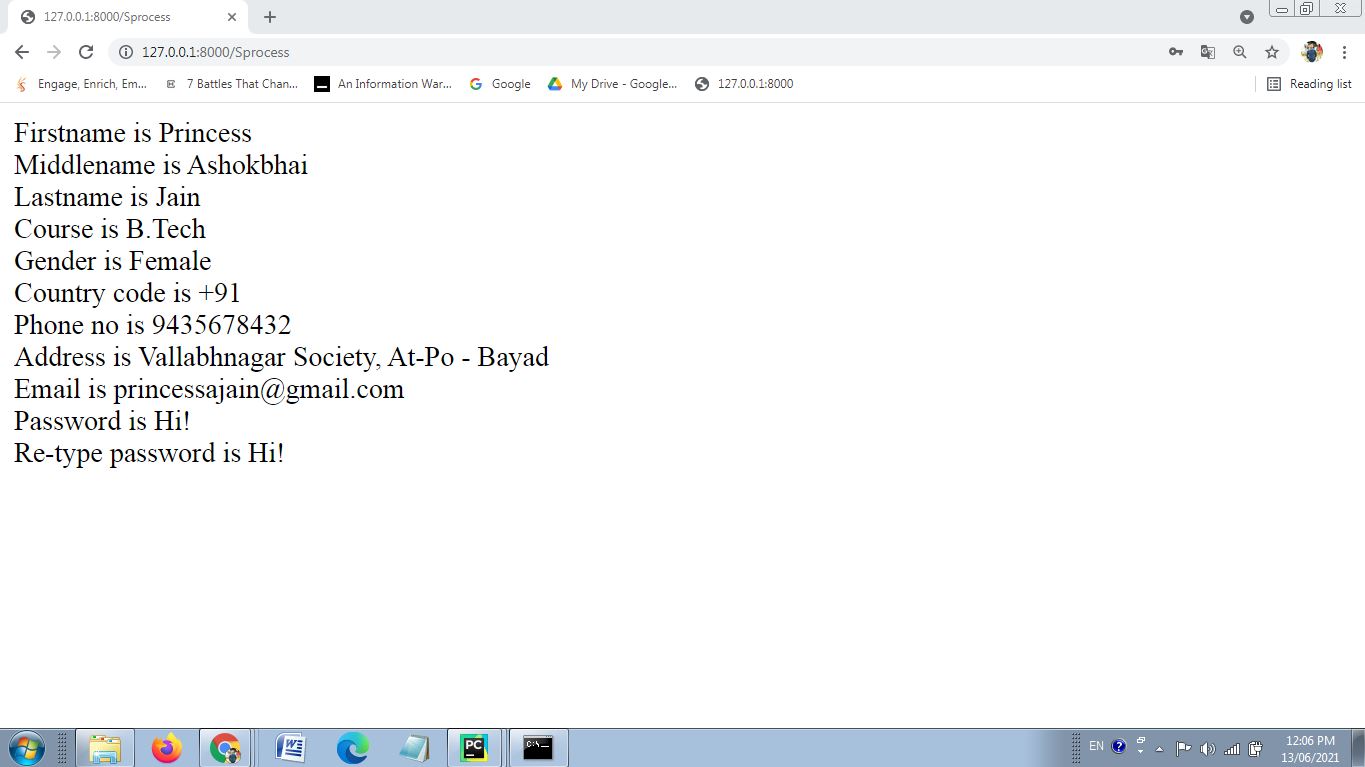 127.0.0.1:8000/Sprocess
127.0.0.1:8000/Sprocess
Engage, Enrich, Em... 7 Battles That Chan... An Information War... Google My Drive - Google... 127.0.0.1:8000 Reading list
Firstname is Princess
Middlename is Ashokbhai
Lastname is Jain
Course is B.Tech
Gender is Female
Country code is +91
Phone no is 9435678432
Address is Vallabhnagar Society, At-Po - Bayad
Email is princessajain@gmail.com
Password is Hi!
Re-type password is Hi!
PC C:\_ EN 12:06 PM
13/06/2021